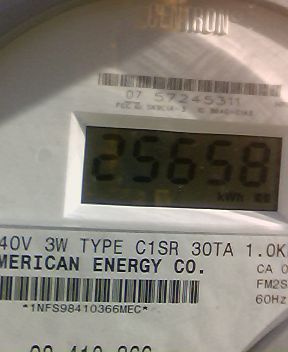 CENTRON
07 57245311
25658
kWh
40V 3W TYPE C1SR 30TA 1.0K
MERICAN ENERGY CO.
CA 0
FM2S
60Hz
*1NFS98410366MEC*